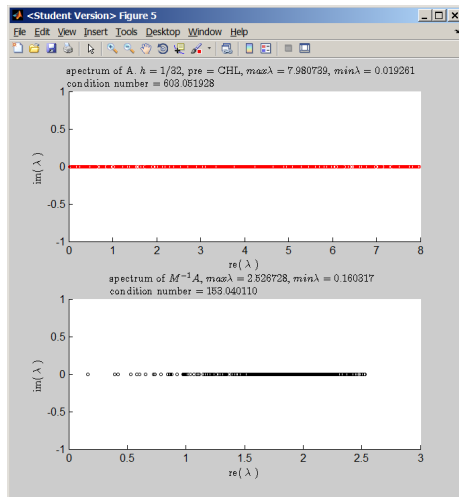 <Student Version> Figure 5
File Edit View Insert Tools Desktop Window Help
spectrum of A. h = 1/32, pre = CHL, maxλ = 7.980739, minλ = 0.019261
condition number = 603.051928
1
0.5
0
-0.5
-1
im( λ )
0 1 2 3 4 5 6 7 8
re( λ )
spectrum of M⁻¹A, maxλ = 2.526728, minλ = 0.160317
condition number = 153.040110
1
0.5
0
-0.5
-1
im( λ )
0 0.5 1 1.5 2 2.5 3
re( λ )